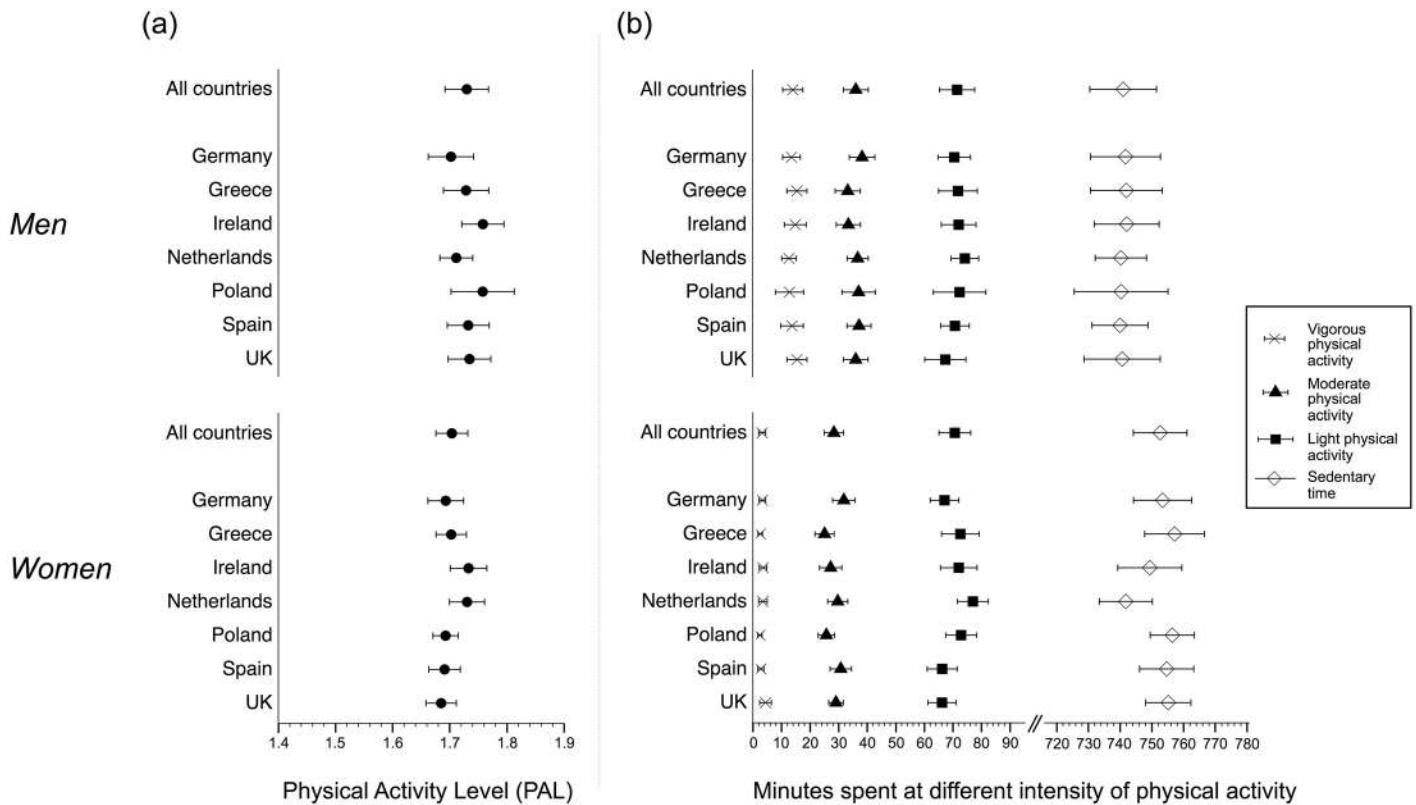 (a)
(b)
All countries
Germany
Greece
Ireland
Netherlands
Poland
Spain
UK
Men
All countries
Germany
Greece
Ireland
Netherlands
Poland
Spain
UK
Women
1.4 1.5 1.6 1.7 1.8 1.9
Physical Activity Level (PAL)
All countries
Germany
Greece
Ireland
Netherlands
Poland
Spain
UK
All countries
Germany
Greece
Ireland
Netherlands
Poland
Spain
UK
0 10 20 30 40 50 60 70 80 90 // 720 730 740 750 760 770 780
Minutes spent at different intensity of physical activity
Vigorous
physical
activity
Moderate
physical
activity
Light physical
activity
Sedentary
time